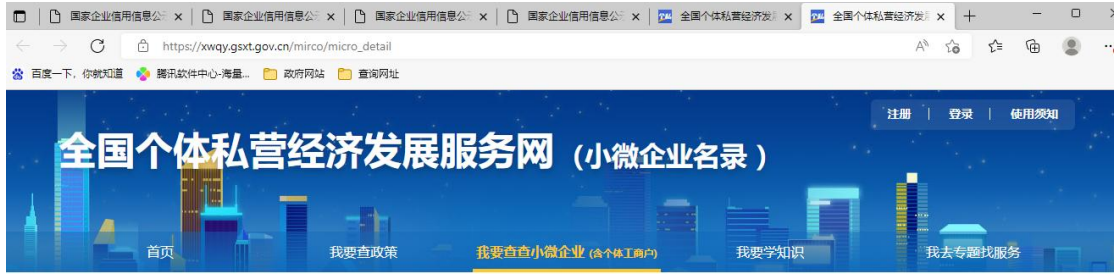 国家企业信用信息公示 国家企业信用信息公示 国家企业信用信息公示 国家企业信用信息公示 全国个体私营经济发展 全国个体私营经济发展
https://xwqy.gsxt.gov.cn/mirco/micro_detail
百度一下,你就知道 腾讯软件中心-海量... 政府网站 查询网址
注册 | 登录 | 使用须知
全国个体私营经济发展服务网 (小微企业名录)
首页 我要查政策 我要查查小微企业 (含个体工商户) 我要学知识 我去专题找服务